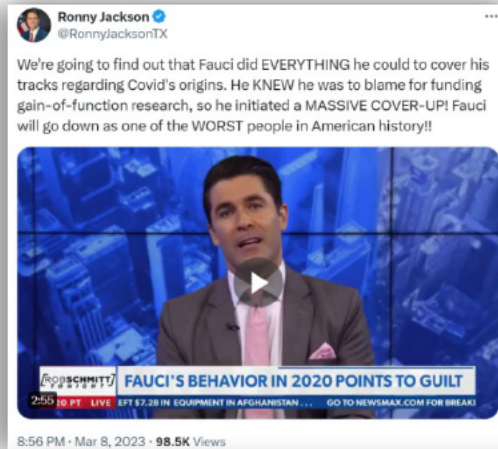 Ronny Jackson
@RonnyJacksonTX
We're going to find out that Fauci did EVERYTHING he could to cover his
tracks regarding Covid's origins. He KNEW he was to blame for funding
gain-of-function research, so he initiated a MASSIVE COVER-UP! Fauci
will go down as one of the WORST people in American history!!
ROB SCHMITT
TONIGHT
FAUCI'S BEHAVIOR IN 2020 POINTS TO GUILT
2:55
20 PT LIVE EFT $7.2B IN EQUIPMENT IN AFGHANISTAN... GO TO NEWSMAX.COM FOR BREAKI
8:56 PM · Mar 8, 2023 · 98.5K Views